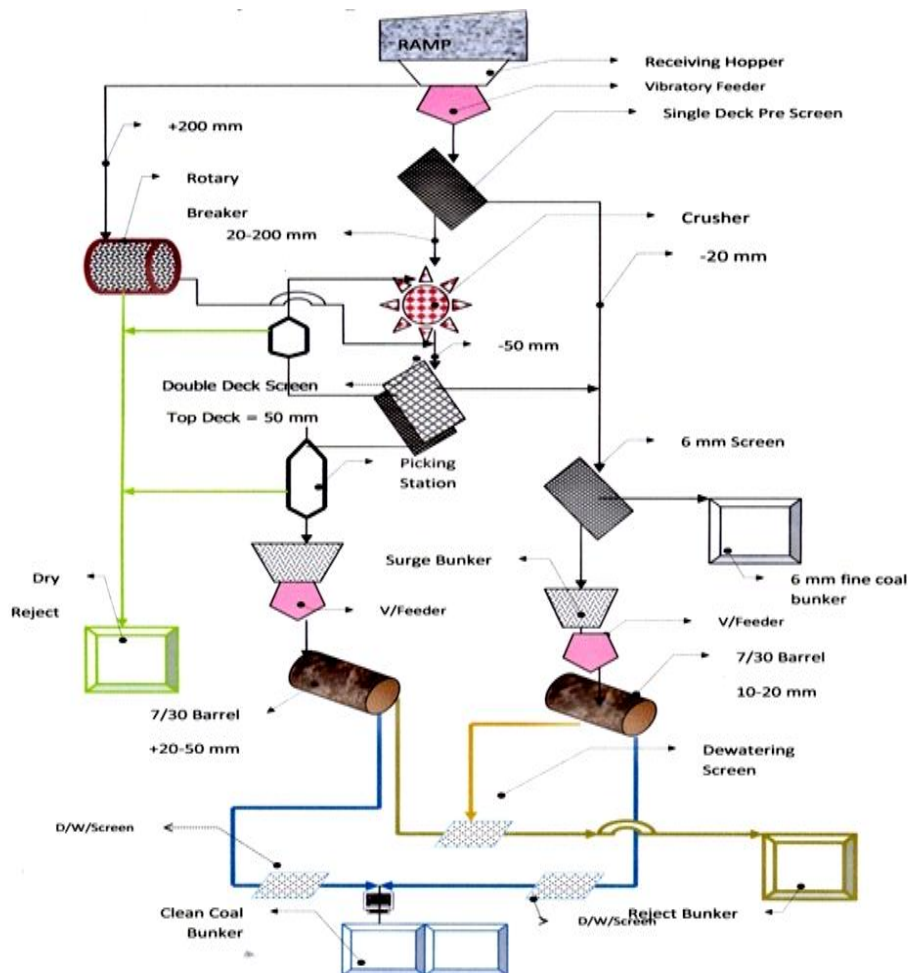 RAMP
Receiving Hopper
Vibratory Feeder
Single Deck Pre Screen
+200 mm
Rotary
Breaker
20-200 mm
Crusher
-20 mm
-50 mm
Double Deck Screen
Top Deck = 50 mm
6 mm Screen
Picking
Station
Surge Bunker
6 mm fine coal
bunker
Dry
Reject
V/Feeder
V/Feeder
7/30 Barrel
10-20 mm
7/30 Barrel
+20-50 mm
Dewatering
Screen
D/W/Screen
Clean Coal
Bunker
D/W/Screen
Reject Bunker